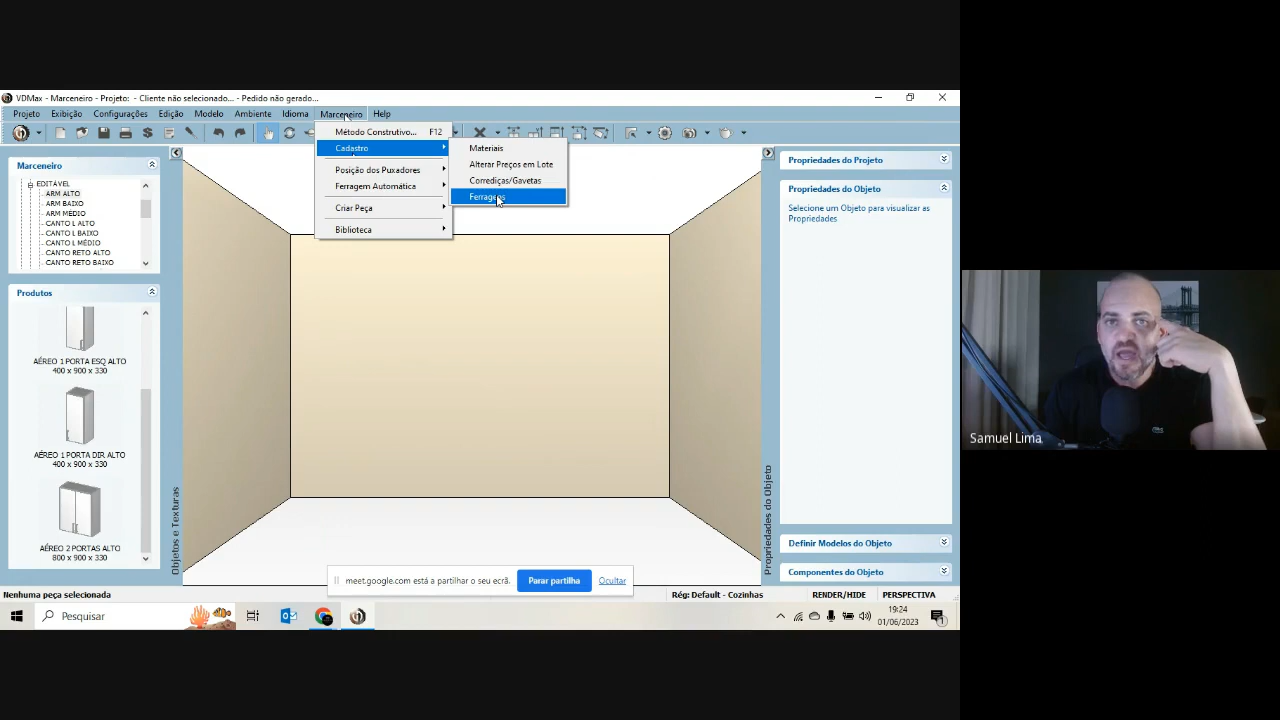 VDMax - Marceneiro - Projeto:  - Cliente não selecionado... - Pedido não gerado...
Projeto Exibição Configurações Edição Modelo Ambiente Idioma Marceneiro Help
Método Construtivo... F12
Cadastro
Posição dos Puxadores
Ferragem Automática
Criar Peça
Biblioteca
Materiais
Alterar Preços em Lote
Corrediças/Gavetas
Ferragens
Marceneiro
EDITÁVEL
ARM ALTO
ARM BAIXO
ARM MÉDIO
CANTO L ALTO
CANTO L BAIXO
CANTO L MÉDIO
CANTO RETO ALTO
CANTO RETO BAIXO
Produtos
AÉREO 1 PORTA ESQ ALTO
400 x 900 x 330
AÉREO 1 PORTA DIR ALTO
400 x 900 x 330
AÉREO 2 PORTAS ALTO
800 x 900 x 330
Objetos e Texturas
Propriedades do Objeto
Propriedades do Projeto
Propriedades do Objeto
Selecione um Objeto para visualizar as
Propriedades
Definir Modelos do Objeto
Componentes do Objeto
Samuel Lima
meet.google.com está a partilhar o seu ecrã.
Parar partilha
Ocultar
Nenhuma peça selecionada
Rég: Default - Cozinhas
RENDER/HIDE
PERSPECTIVA
Pesquisar
19:24
01/06/2023
1